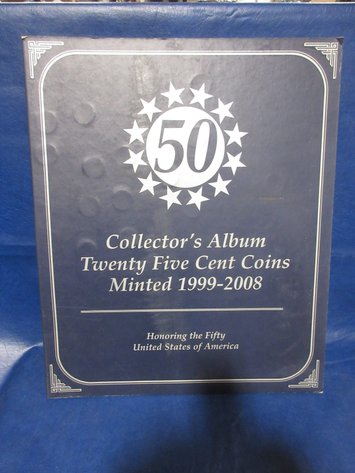 50
Collector's Album
Twenty Five Cent Coins
Minted 1999-2008
Honoring the Fifty
United States of America